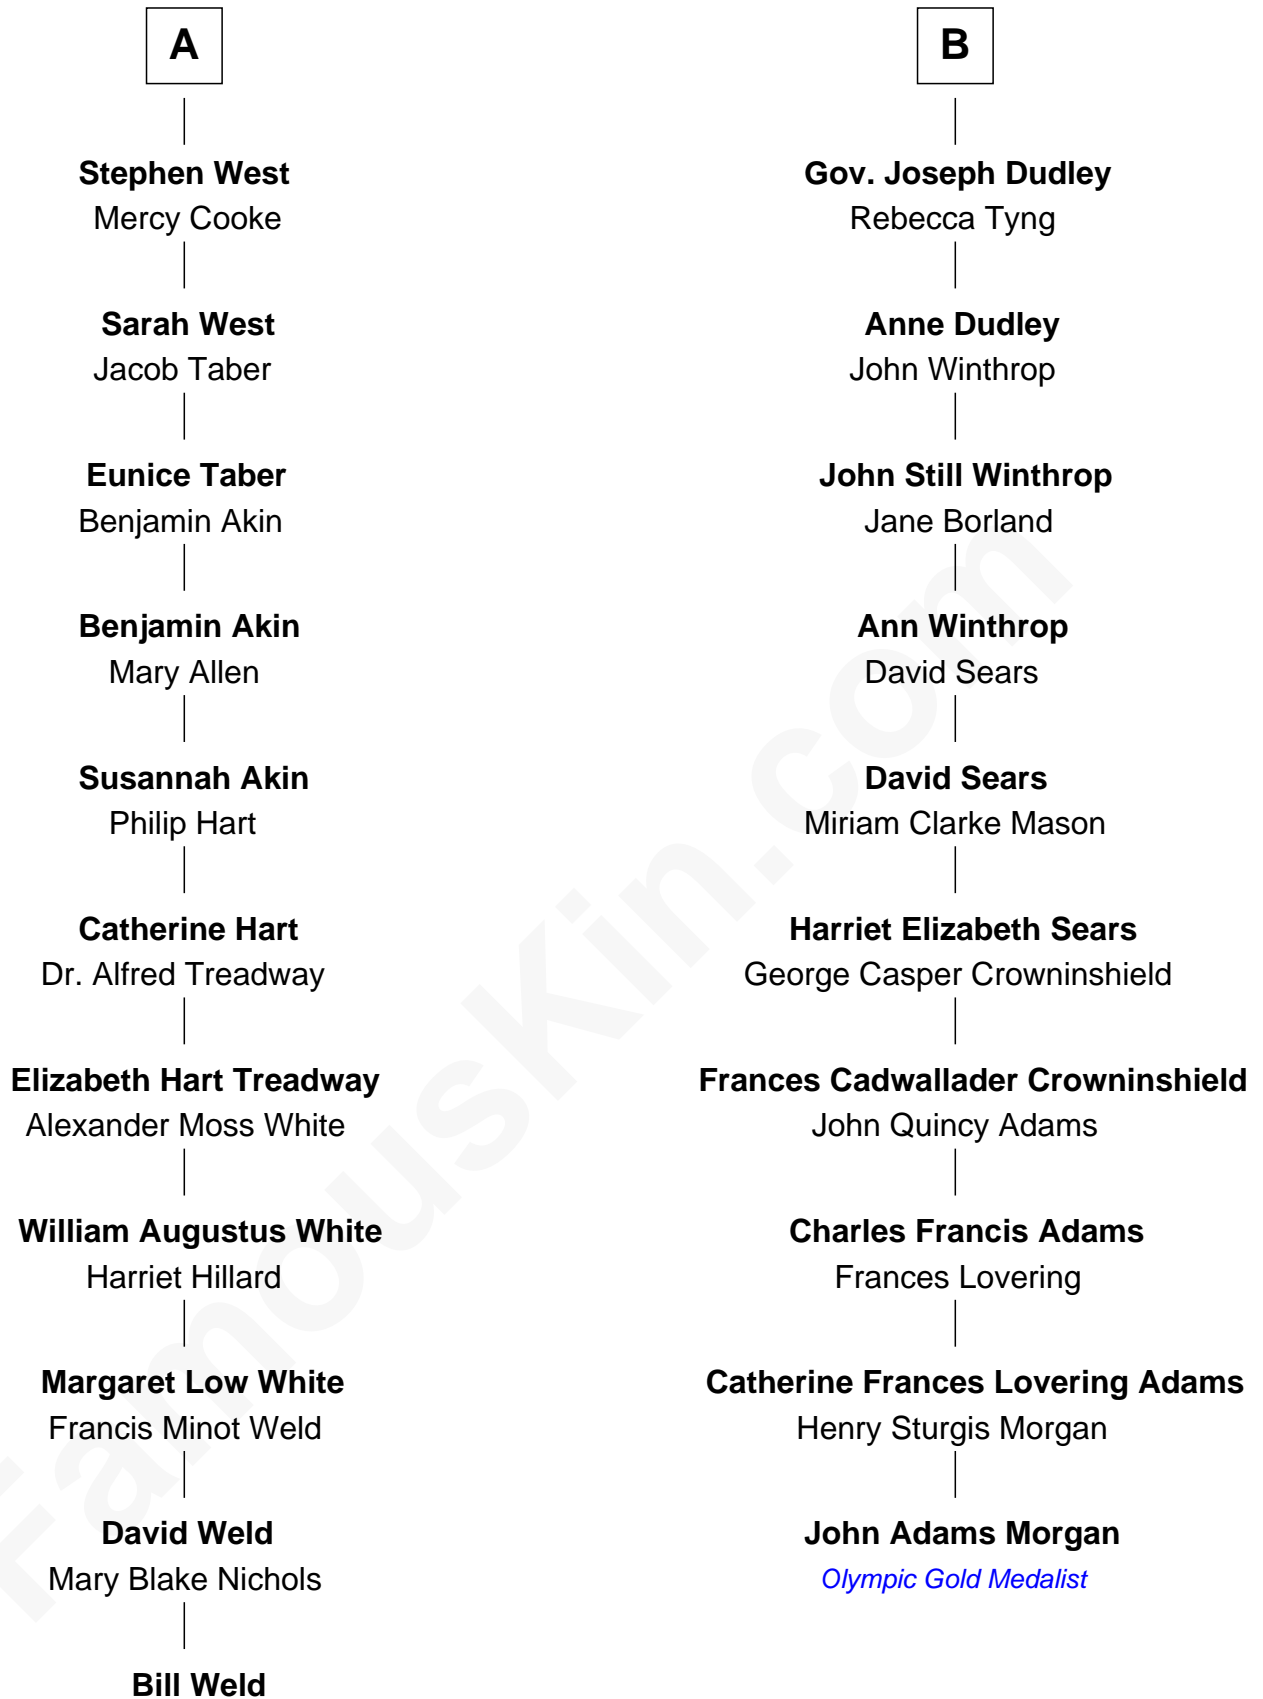 A
Stephen West
Mercy Cooke
Sarah West
Jacob Taber
Eunice Taber
Benjamin Akin
Benjamin Akin
Mary Allen
Susannah Akin
Philip Hart
Catherine Hart
Dr. Alfred Treadway
Elizabeth Hart Treadway
Alexander Moss White
William Augustus White
Harriet Hillard
Margaret Low White
Francis Minot Weld
David Weld
Mary Blake Nichols
Bill Weld
B
Gov. Joseph Dudley
Rebecca Tyng
Anne Dudley
John Winthrop
John Still Winthrop
Jane Borland
Ann Winthrop
David Sears
David Sears
Miriam Clarke Mason
Harriet Elizabeth Sears
George Casper Crowninshield
Frances Cadwallader Crowninshield
John Quincy Adams
Charles Francis Adams
Frances Lovering
Catherine Frances Lovering Adams
Henry Sturgis Morgan
John Adams Morgan
Olympic Gold Medalist
FamousKin.com